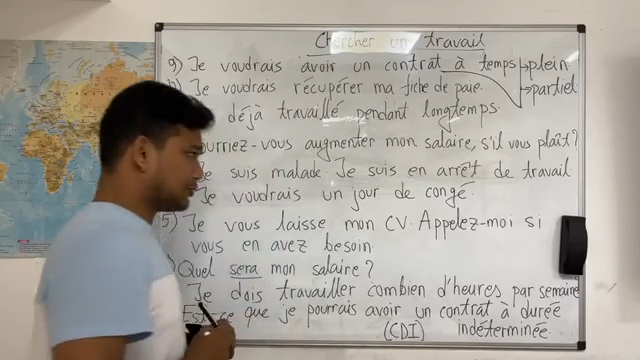 Chercher un travail
9) Je voudrais avoir un contrat à temps plein
partiel
Je voudrais récupérer ma fiche de paie.
déjà travaillé pendant longtemps.
ourriez-vous augmenter mon salaire, s'il vous plaît?
e suis malade. Je suis en arrêt de travail
Je voudrais un jour de congé.
5) Je vous laisse mon CV. Appelez-moi si
vous en avez besoin.
) Quel sera mon salaire?
Je dois travailler combien d'heures par semaine
Est-ce que je pourrais avoir un contrat à durée
(CDI) indéterminée.